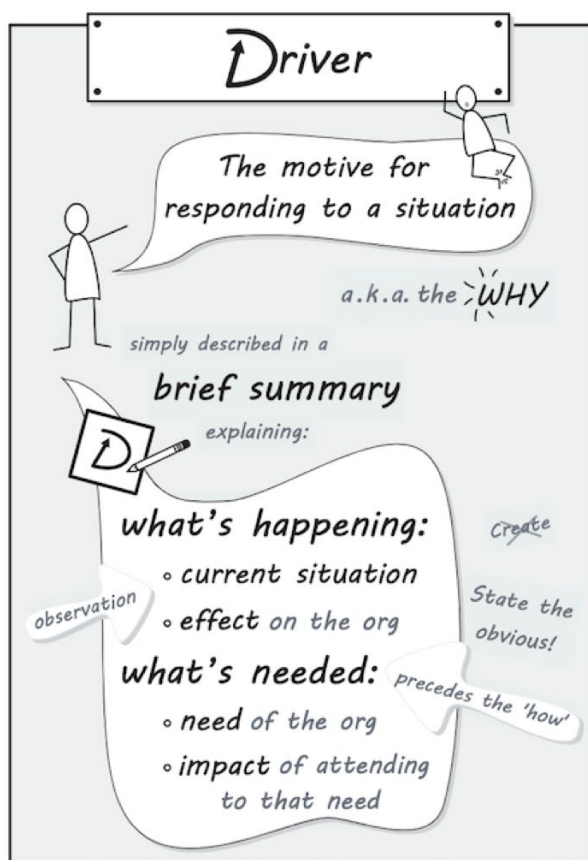 Driver
The motive for
responding to a situation
a.k.a. the WHY
simply described in a
brief summary
explaining:
D
what's happening:
Create
◦ current situation
observation
◦ effect on the org
State the
obvious!
what's needed:
precedes the 'how'
◦ need of the org
◦ impact of attending
to that need